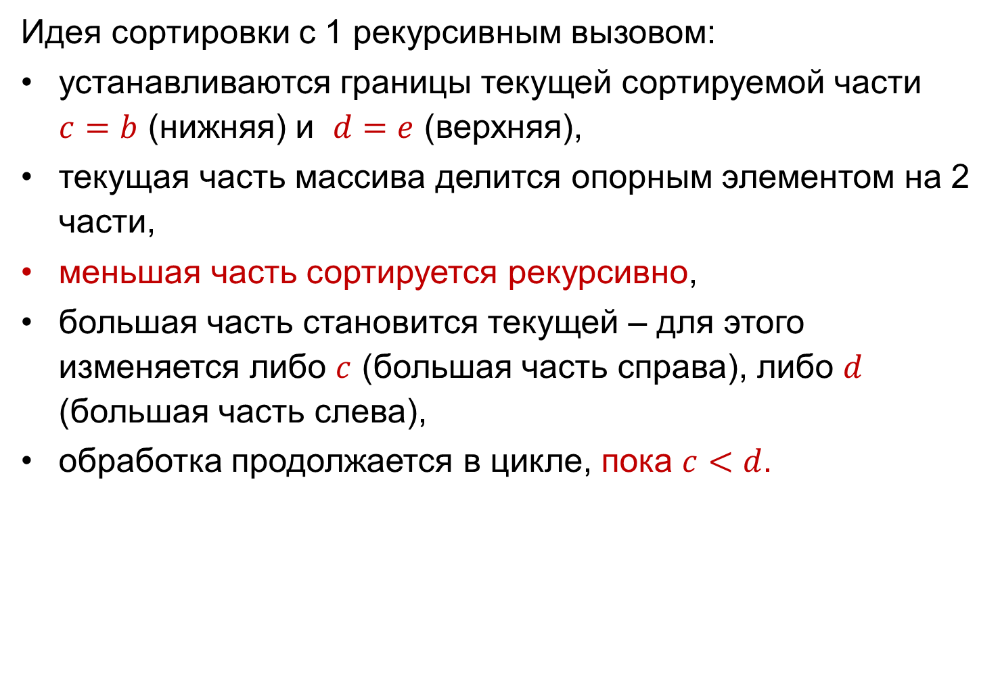 Идея сортировки с 1 рекурсивным вызовом:
• устанавливаются границы текущей сортируемой части
c = b (нижняя) и d = e (верхняя),
• текущая часть массива делится опорным элементом на 2
части,
• меньшая часть сортируется рекурсивно,
• большая часть становится текущей – для этого
изменяется либо c (большая часть справа), либо d
(большая часть слева),
• обработка продолжается в цикле, пока c < d.